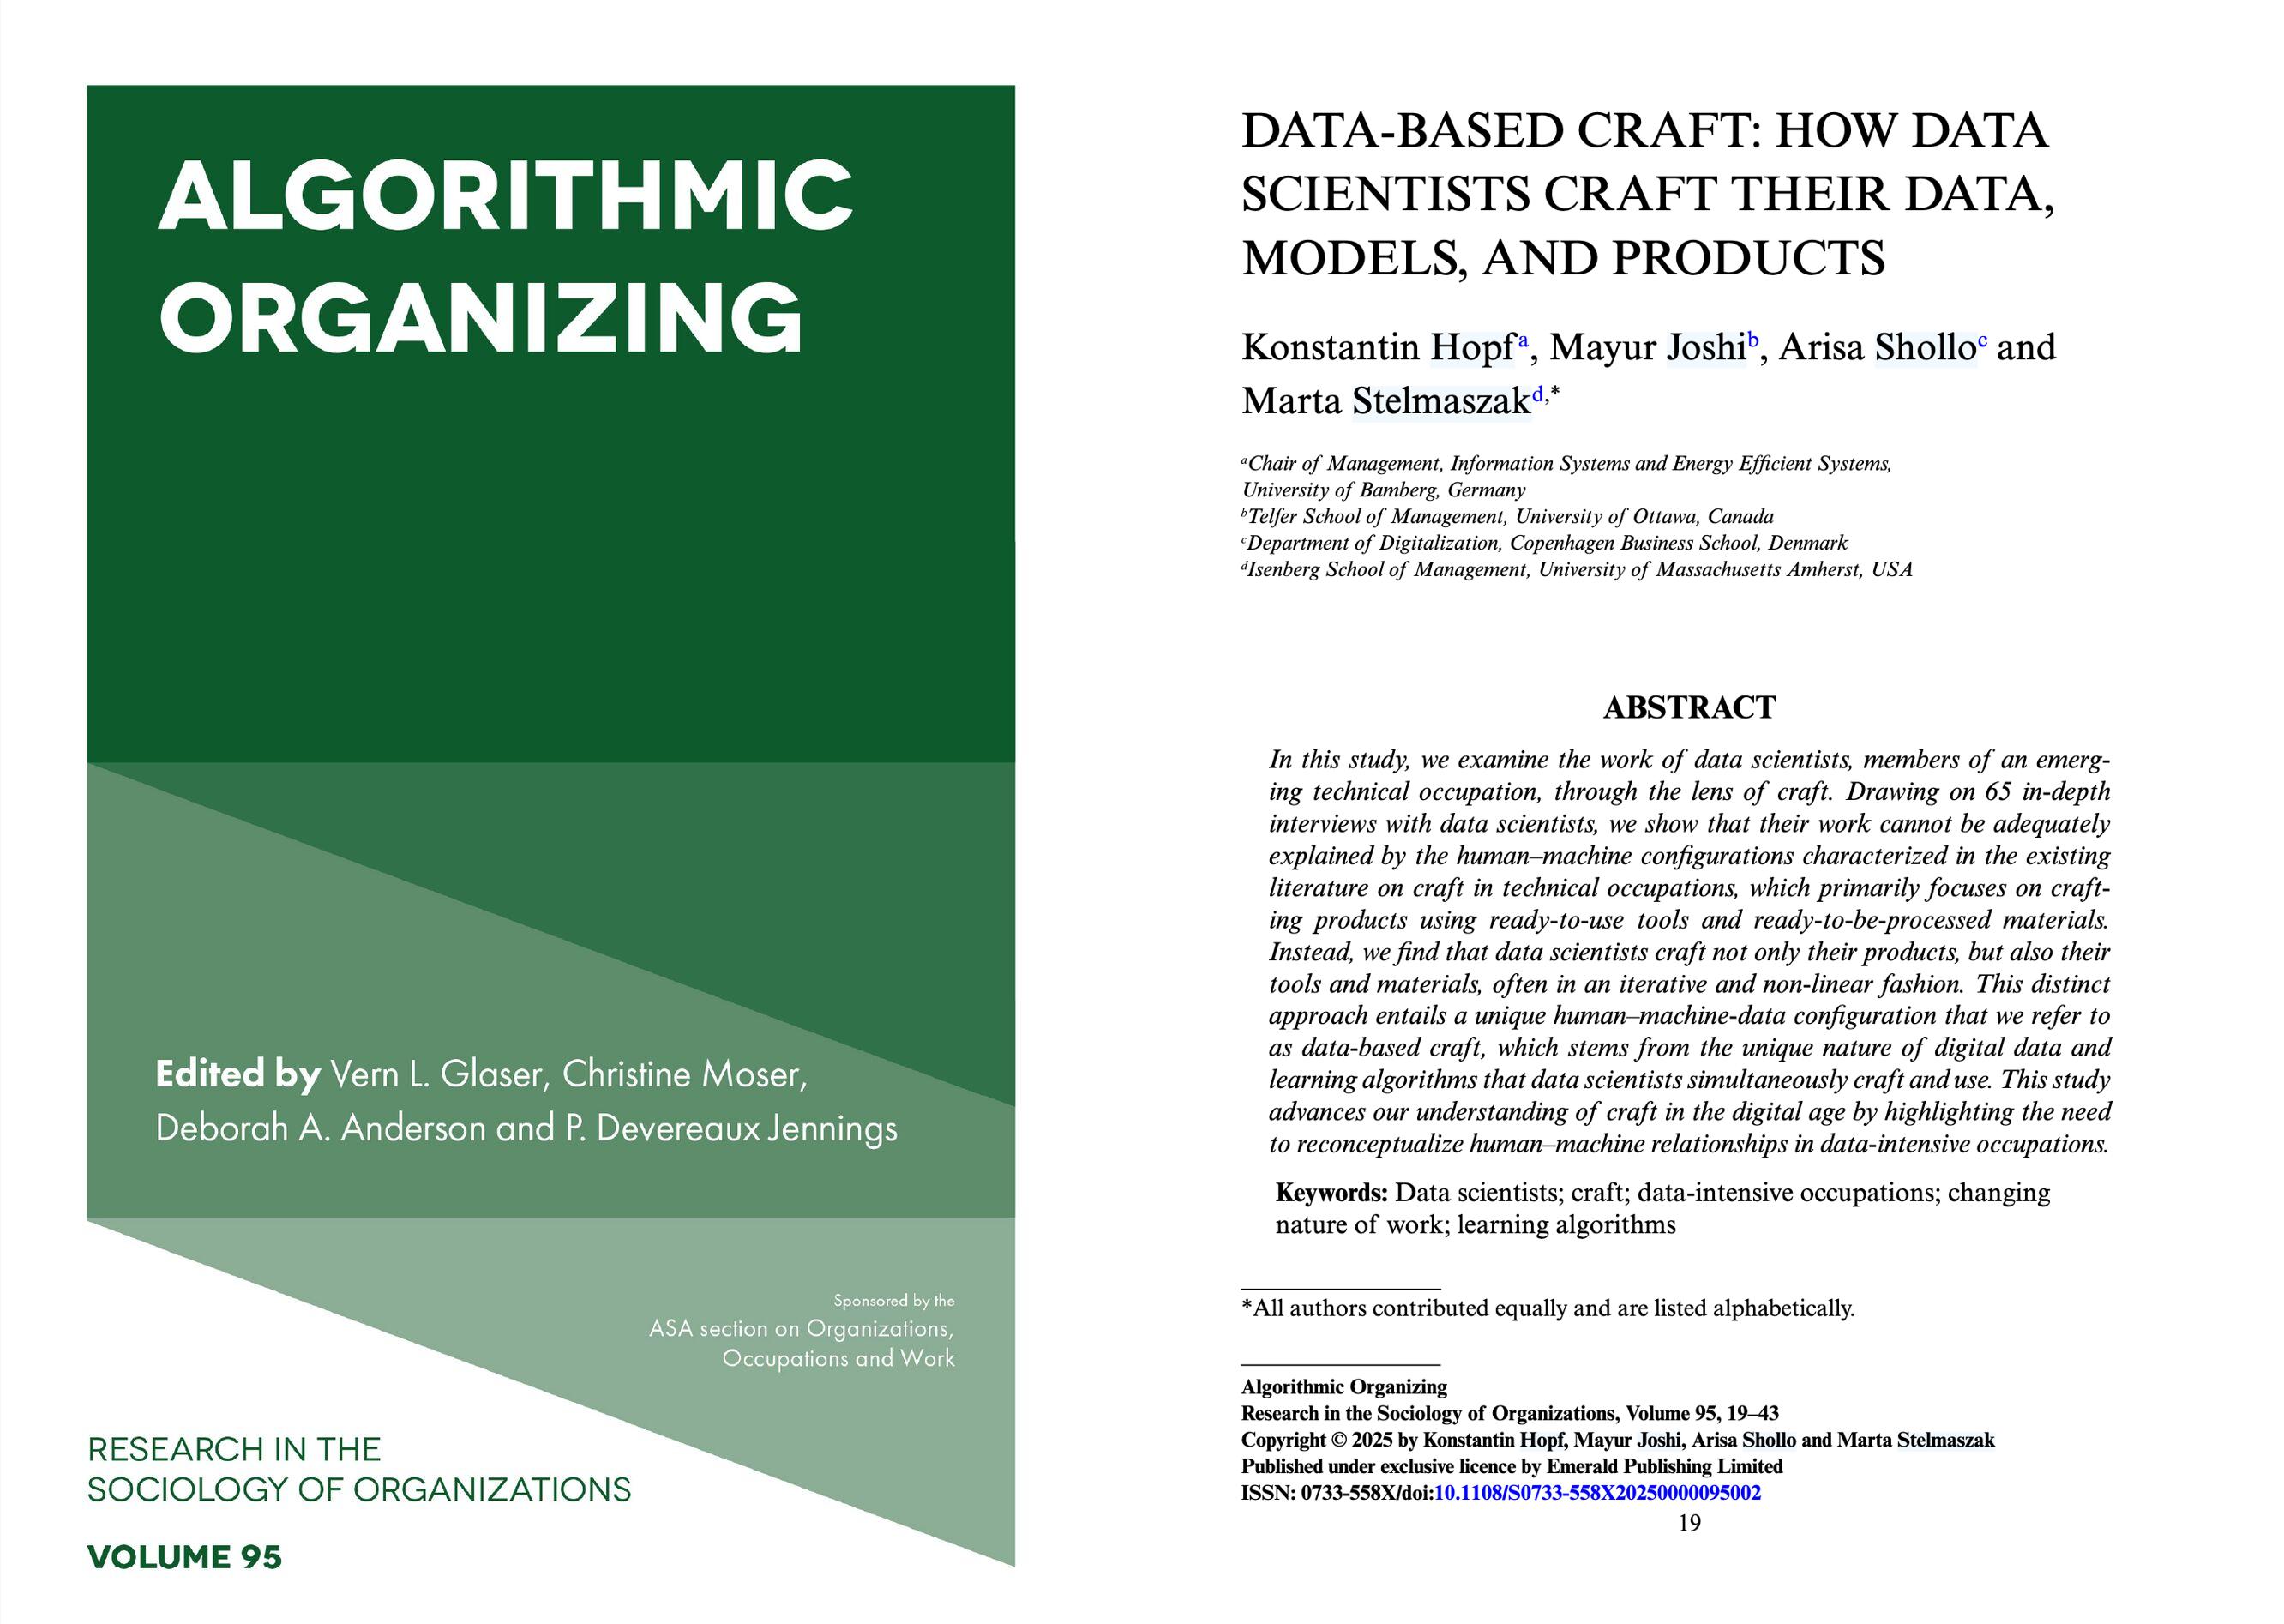 ALGORITHMIC
ORGANIZING
Edited by Vern L. Glaser, Christine Moser,
Deborah A. Anderson and P. Devereaux Jennings
Sponsored by the
ASA section on Organizations,
Occupations and Work
RESEARCH IN THE
SOCIOLOGY OF ORGANIZATIONS
VOLUME 95
DATA-BASED CRAFT: HOW DATA
SCIENTISTS CRAFT THEIR DATA,
MODELS, AND PRODUCTS
Konstantin Hopfa, Mayur Joshib, Arisa Sholloc and
Marta Stelmaszakd,*
aChair of Management, Information Systems and Energy Efficient Systems,
University of Bamberg, Germany
bTelfer School of Management, University of Ottawa, Canada
cDepartment of Digitalization, Copenhagen Business School, Denmark
dIsenberg School of Management, University of Massachusetts Amherst, USA
ABSTRACT
In this study, we examine the work of data scientists, members of an emerg-
ing technical occupation, through the lens of craft. Drawing on 65 in-depth
interviews with data scientists, we show that their work cannot be adequately
explained by the human–machine configurations characterized in the existing
literature on craft in technical occupations, which primarily focuses on craft-
ing products using ready-to-use tools and ready-to-be-processed materials.
Instead, we find that data scientists craft not only their products, but also their
tools and materials, often in an iterative and non-linear fashion. This distinct
approach entails a unique human–machine-data configuration that we refer to
as data-based craft, which stems from the unique nature of digital data and
learning algorithms that data scientists simultaneously craft and use. This study
advances our understanding of craft in the digital age by highlighting the need
to reconceptualize human–machine relationships in data-intensive occupations.
Keywords: Data scientists; craft; data-intensive occupations; changing
nature of work; learning algorithms
*All authors contributed equally and are listed alphabetically.
Algorithmic Organizing
Research in the Sociology of Organizations, Volume 95, 19–43
Copyright © 2025 by Konstantin Hopf, Mayur Joshi, Arisa Shollo and Marta Stelmaszak
Published under exclusive licence by Emerald Publishing Limited
ISSN: 0733-558X/doi:10.1108/S0733-558X20250000095002
19